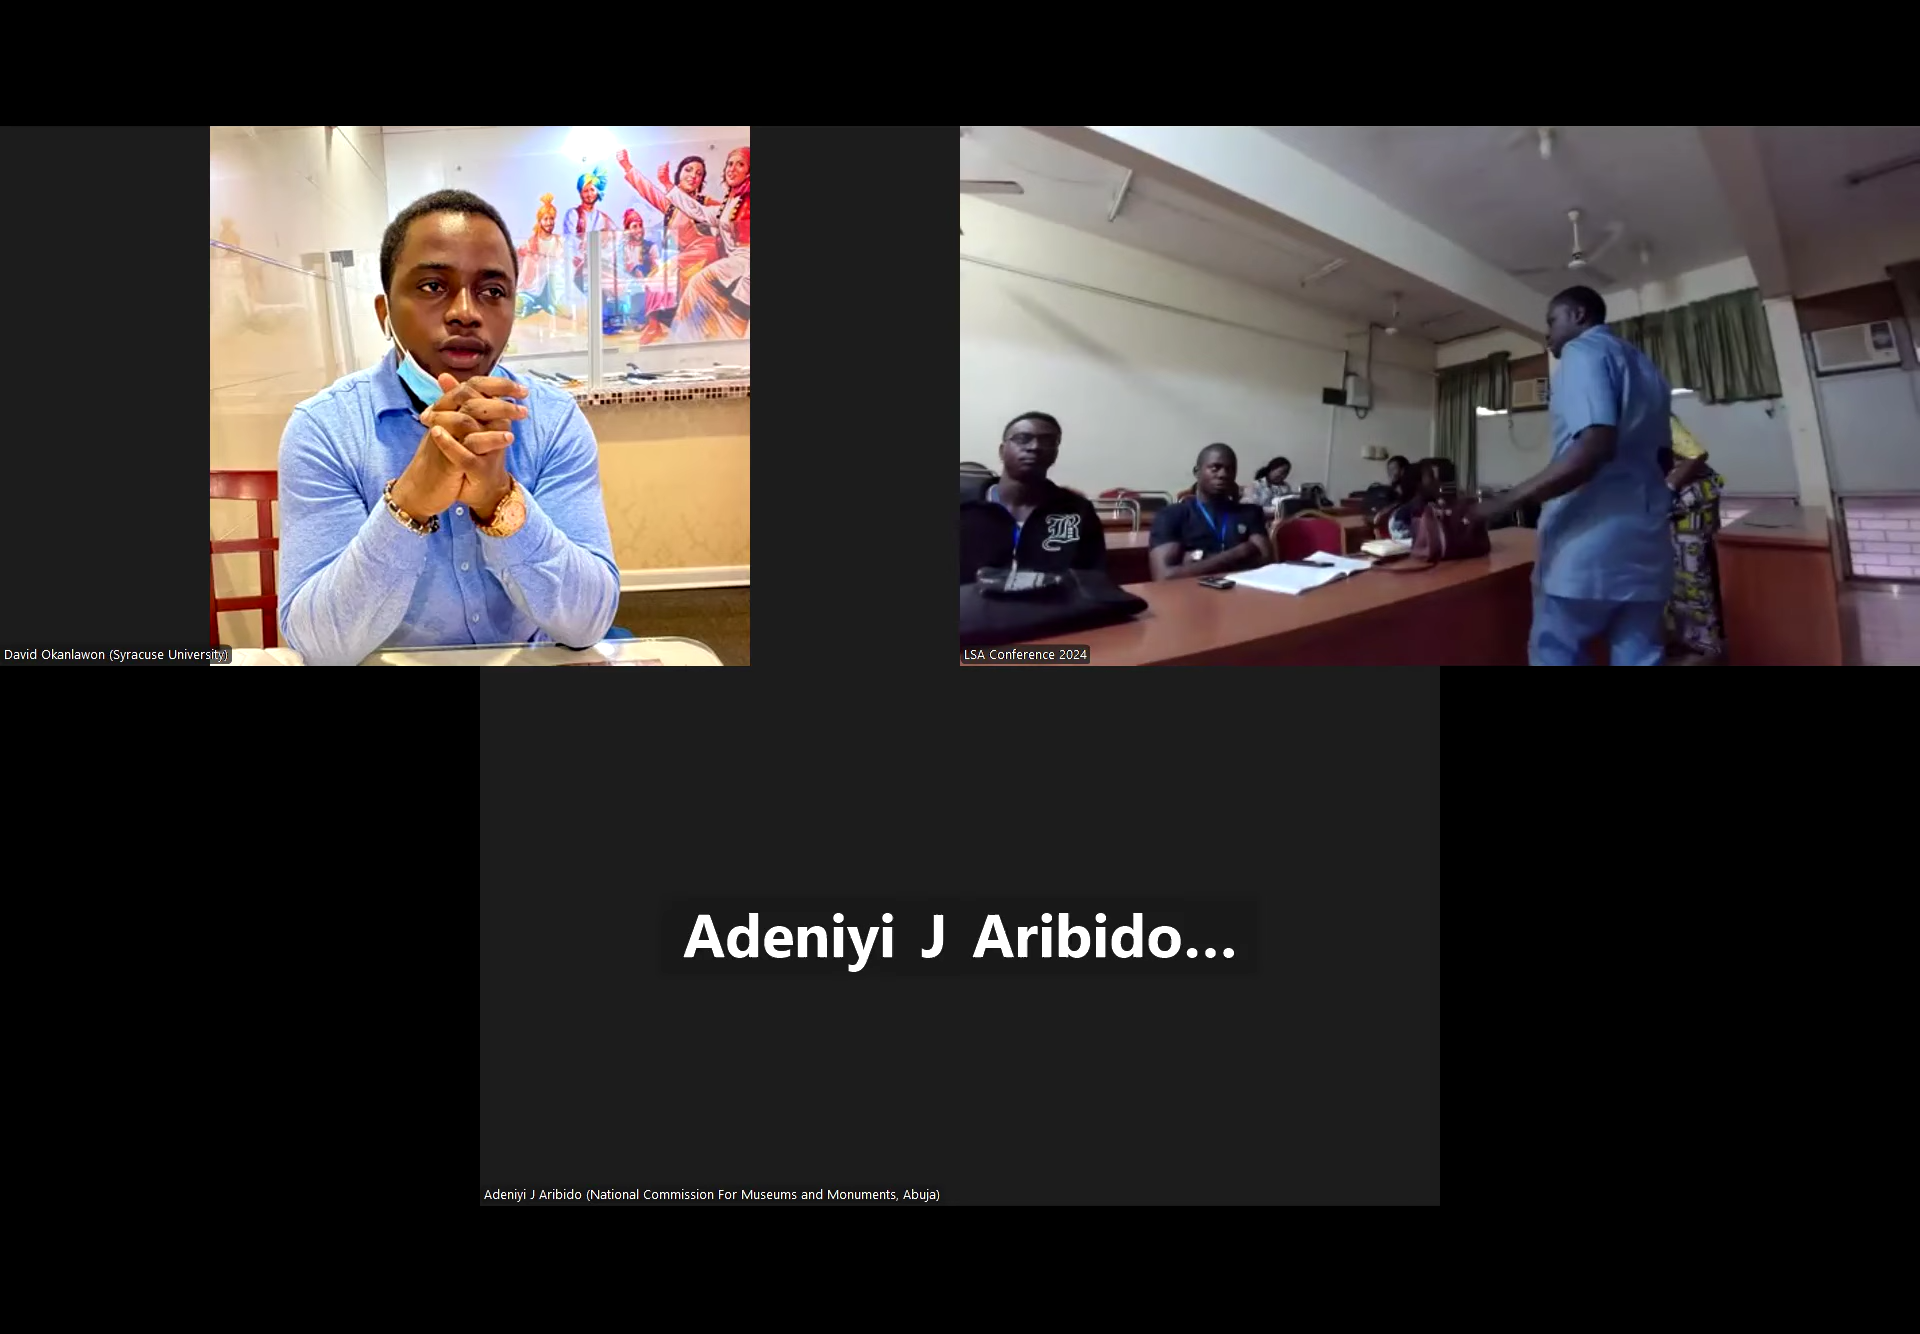 David Okanlawon (Syracuse University)
LSA Conference 2024
Adeniyi J Aribido...
Adeniyi J Aribido (National Commission For Museums and Monuments, Abuja)